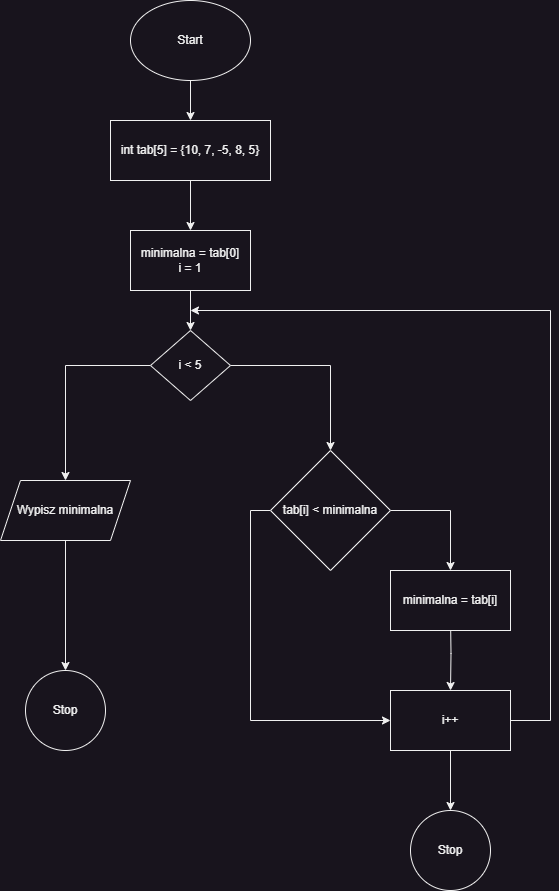 Start
int tab[5] = {10, 7, -5, 8, 5}
minimalna = tab[0]
i = 1
i < 5
Wypisz minimalna
tab[i] < minimalna
minimalna = tab[i]
Stop
i++
Stop